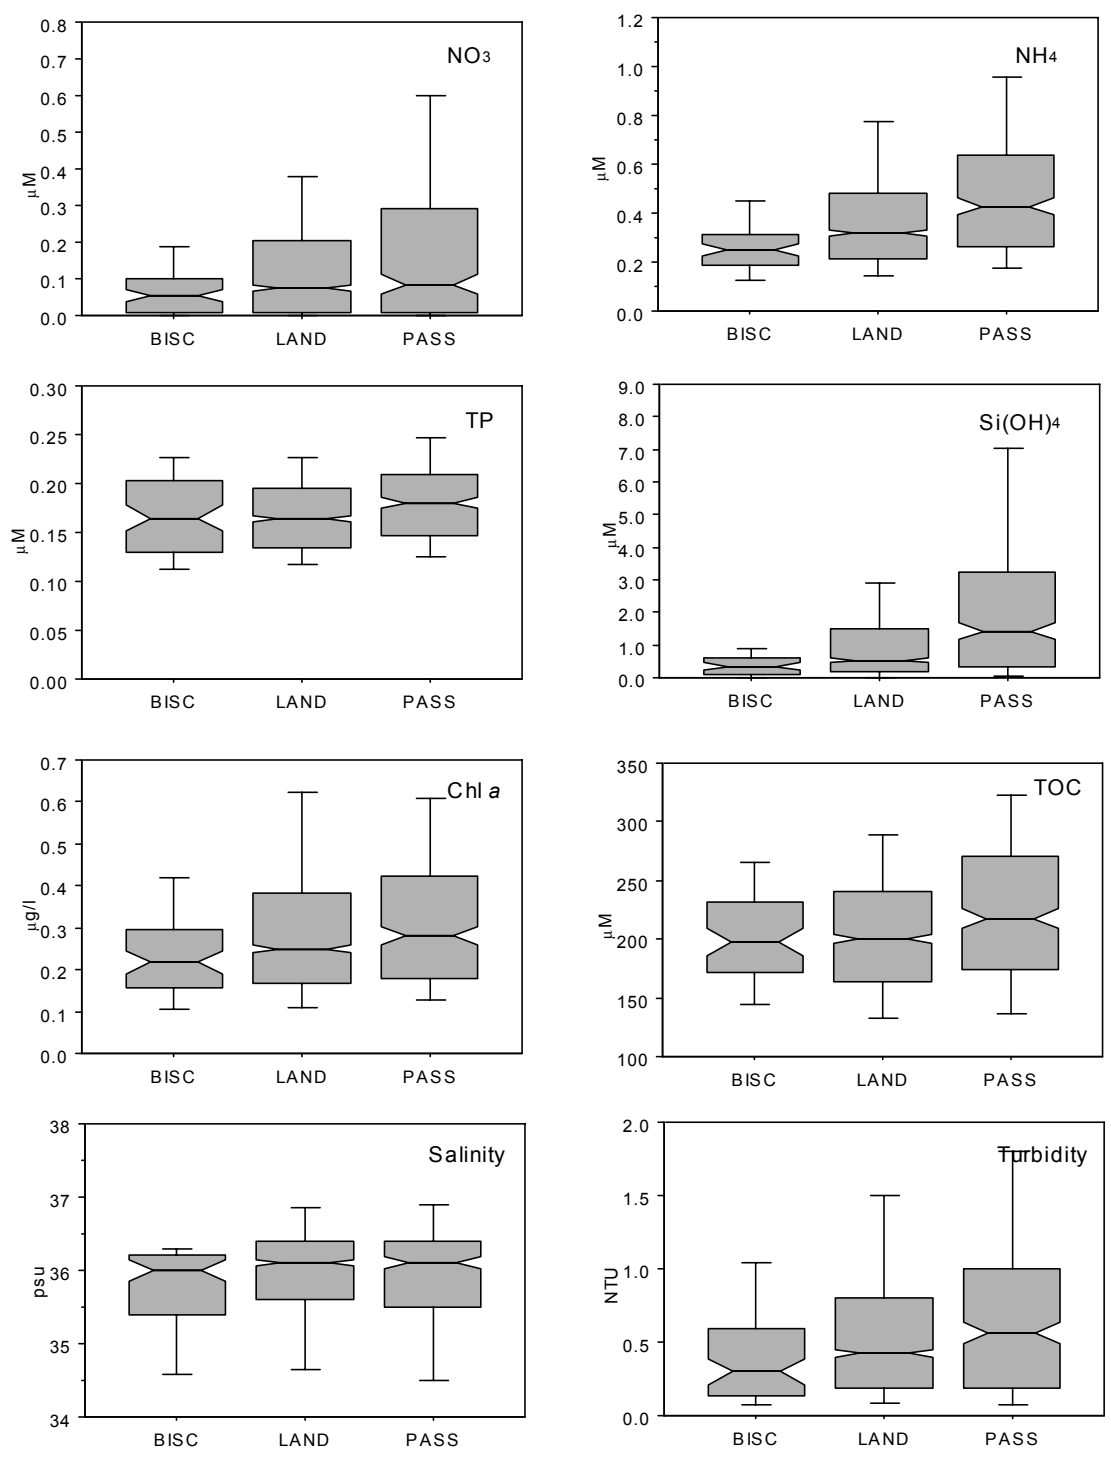 NO3
0.8
0.7
0.6
0.5
0.4
0.3
0.2
0.1
0.0
μM
BISC LAND PASS
NH4
1.2
1.0
0.8
0.6
0.4
0.2
0.0
μM
BISC LAND PASS
TP
0.30
0.25
0.20
0.15
0.10
0.05
0.00
μM
BISC LAND PASS
Si(OH)4
9.0
8.0
7.0
6.0
5.0
4.0
3.0
2.0
1.0
0.0
μM
BISC LAND PASS
Chl a
0.7
0.6
0.5
0.4
0.3
0.2
0.1
0.0
μg/l
BISC LAND PASS
TOC
350
300
250
200
150
100
μM
BISC LAND PASS
Salinity
38
37
36
35
34
psu
BISC LAND PASS
Turbidity
2.0
1.5
1.0
0.5
0.0
NTU
BISC LAND PASS